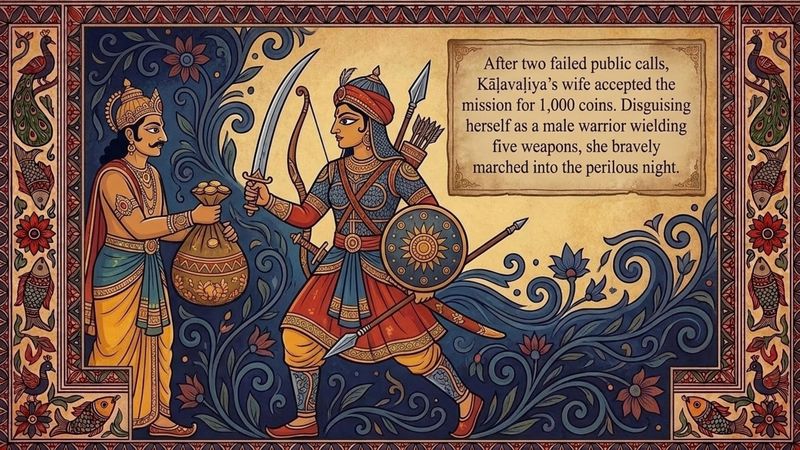 After two failed public calls,
Kāḷavaḷiya’s wife accepted the
mission for 1,000 coins. Disguising
herself as a male warrior wielding
five weapons, she bravely
marched into the perilous night.